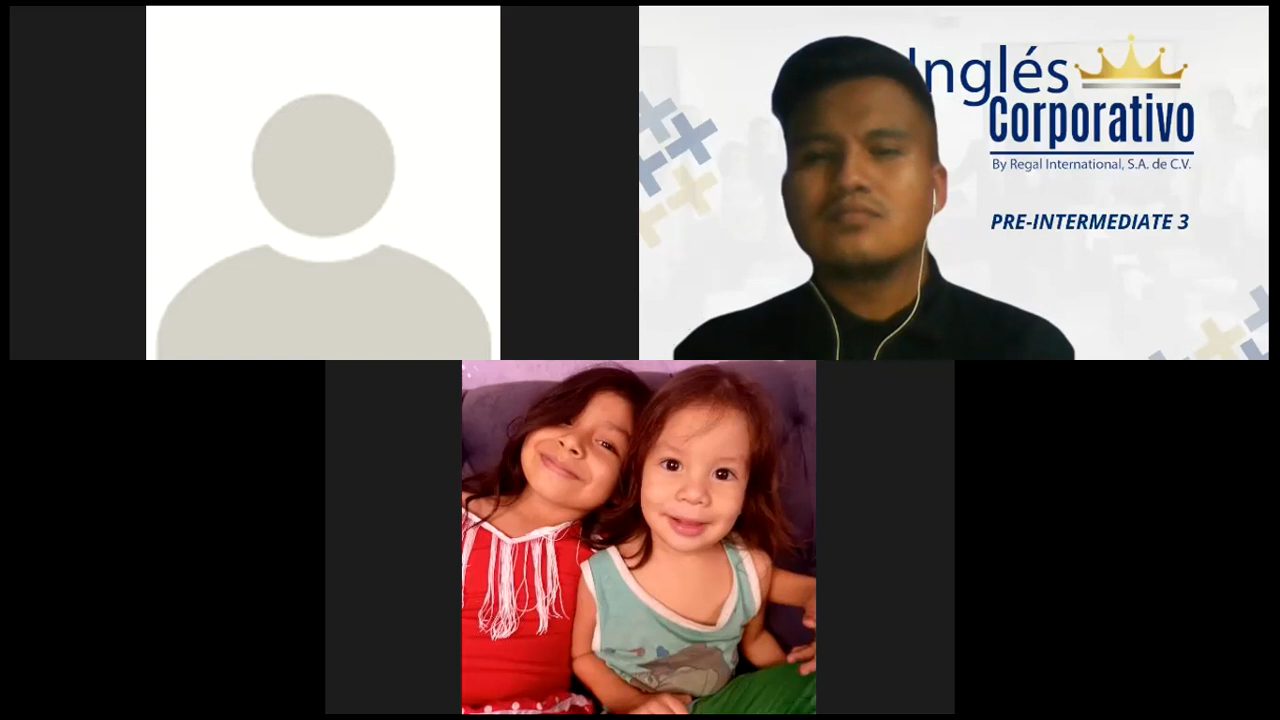 Inglés
Corporativo
By Regal International, S.A. de C.V.
PRE-INTERMEDIATE 3